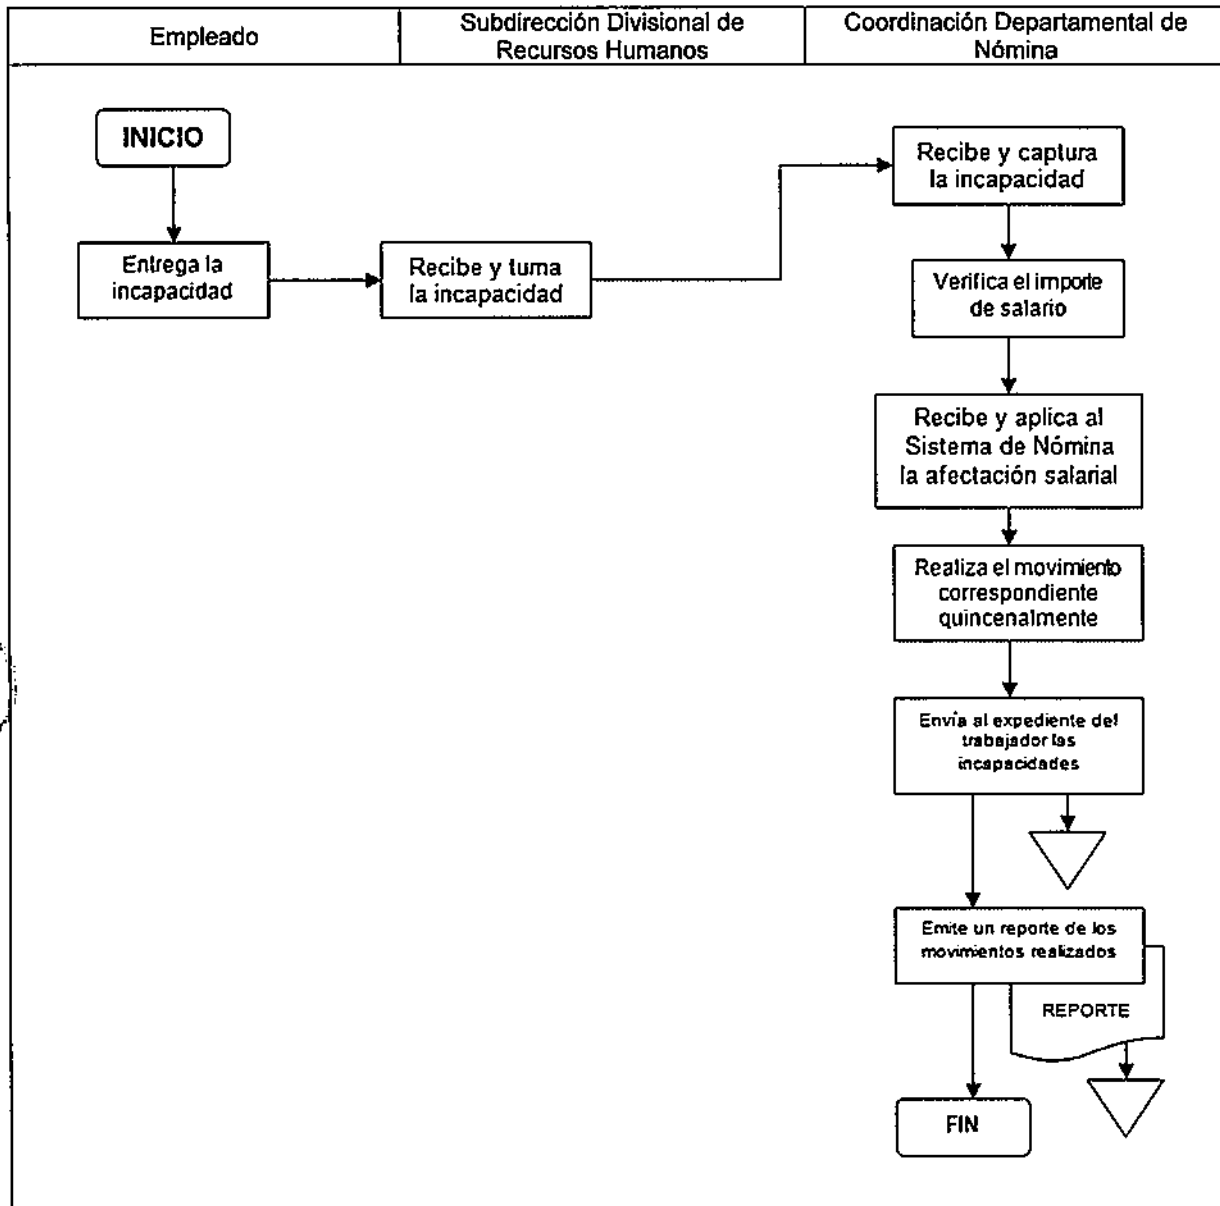 Empleado
Subdirección Divisional de
Recursos Humanos
Coordinación Departamental de
Nómina
INICIO
Entrega la
incapacidad
Recibe y turna
la incapacidad
Recibe y captura
la incapacidad
Verifica el importe
de salario
Recibe y aplica al
Sistema de Nómina
la afectación salarial
Realiza el movimiento
correspondiente
quincenalmente
Envía al expediente del
trabajador las
incapacidades
Emite un reporte de los
movimientos realizados
REPORTE
FIN